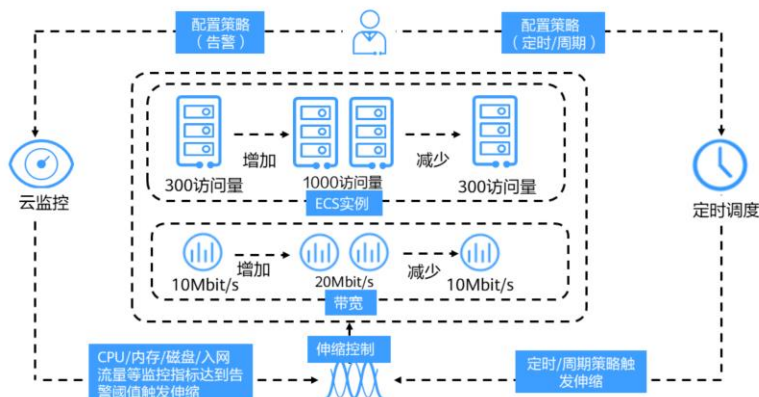 配置策略
（告警）
配置策略
（定时/周期）
增加
减少
300访问量
1000访问量
300访问量
ECS实例
云监控
定时调度
增加
减少
10Mbit/s
20Mbit/s
10Mbit/s
带宽
伸缩控制
CPU/内存/磁盘/入网
流量等监控指标达到告
警阈值触发伸缩
定时/周期策略触
发伸缩